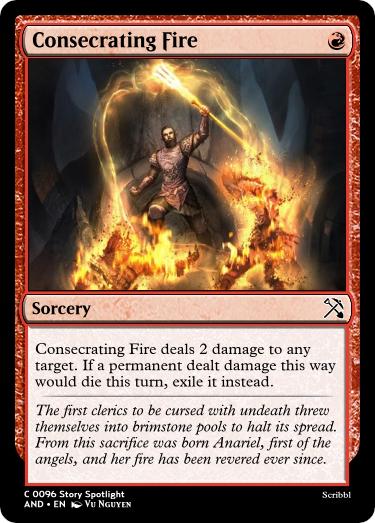 Consecrating Fire
Sorcery
Consecrating Fire deals 2 damage to any
target. If a permanent dealt damage this way
would die this turn, exile it instead.
The first clerics to be cursed with undeath threw
themselves into brimstone pools to halt its spread.
From this sacrifice was born Anariel, first of the
angels, and her fire has been revered ever since.
C 0096 Story Spotlight
Scribbl
AND • EN Vu Nguyen